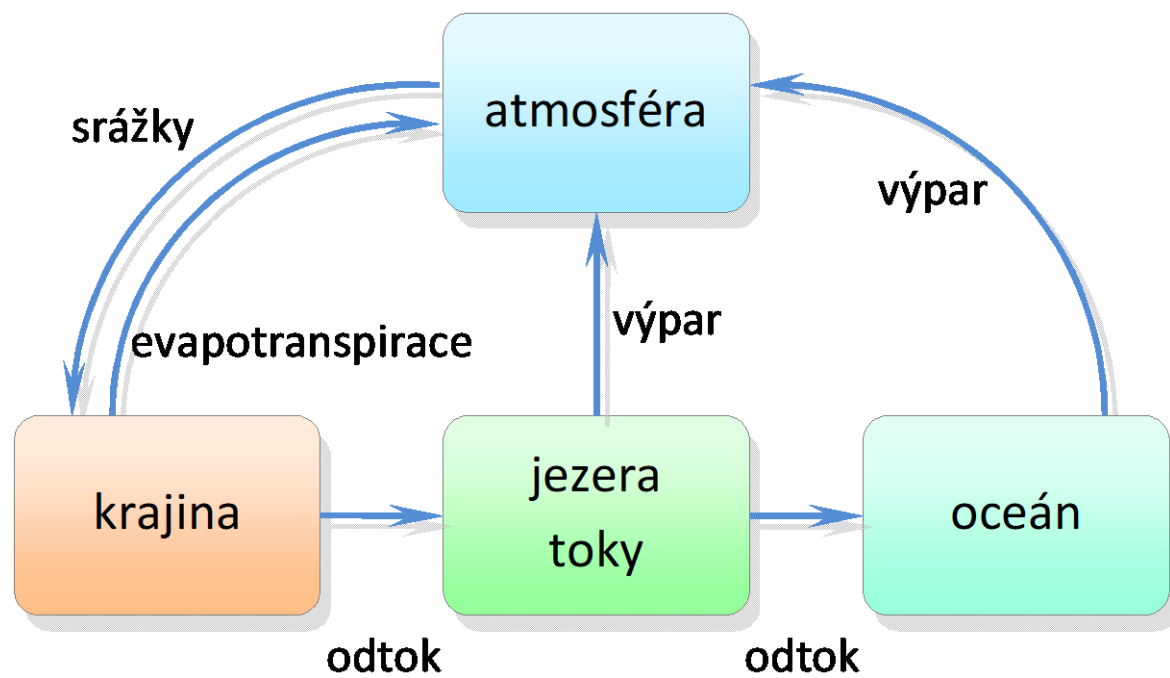 atmosféra
srážky
výpar
evapotranspirace
výpar
krajina
jezera
toky
oceán
odtok
odtok